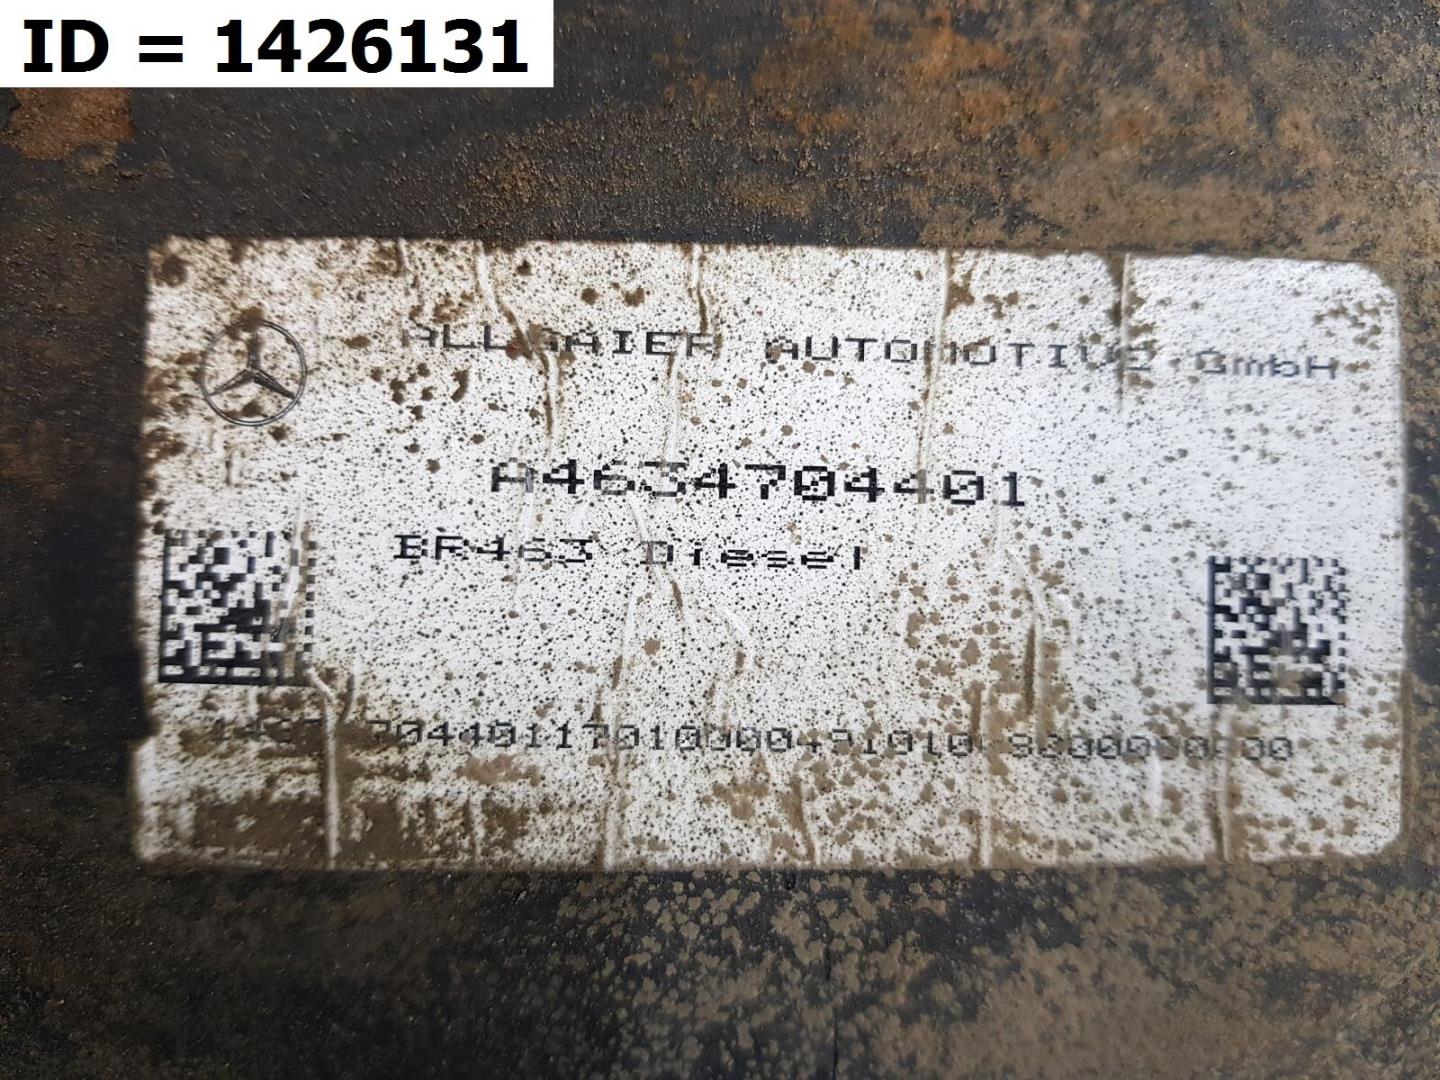 ID = 1426131
ALLGAIER AUTOMOTIVE GmbH
A4634704401
BR463 Diesel